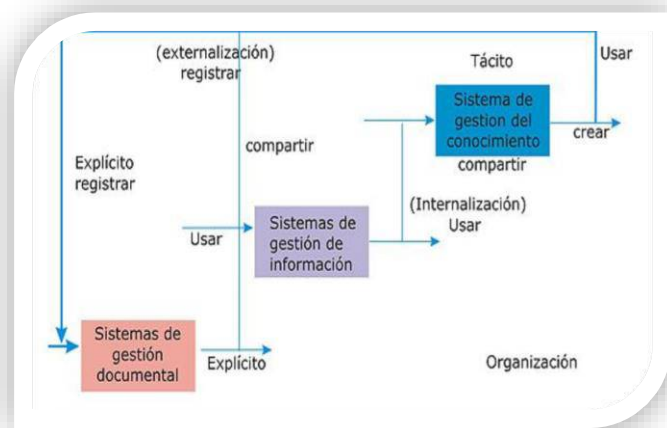 (externalización)
registrar
Tácito
Usar
Sistema de
gestion del
conocimiento
crear
compartir
compartir
Explícito
registrar
(Internalización)
Usar
Usar
Sistemas de
gestión de
información
Sistemas de
gestión
documental
Explícito
Organización